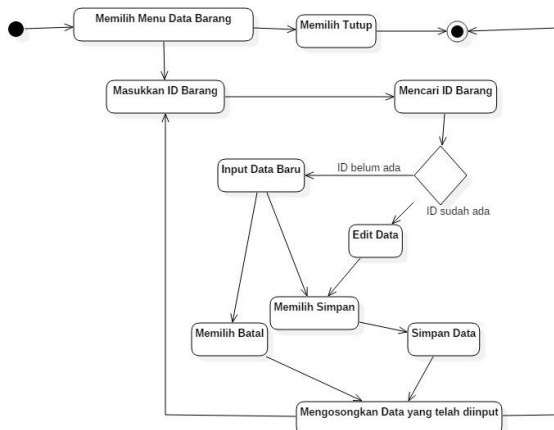 Memilih Menu Data Barang
Memilih Tutup
Masukkan ID Barang
Mencari ID Barang
ID belum ada
Input Data Baru
ID sudah ada
Edit Data
Memilih Simpan
Memilih Batal
Simpan Data
Mengosongkan Data yang telah diinput